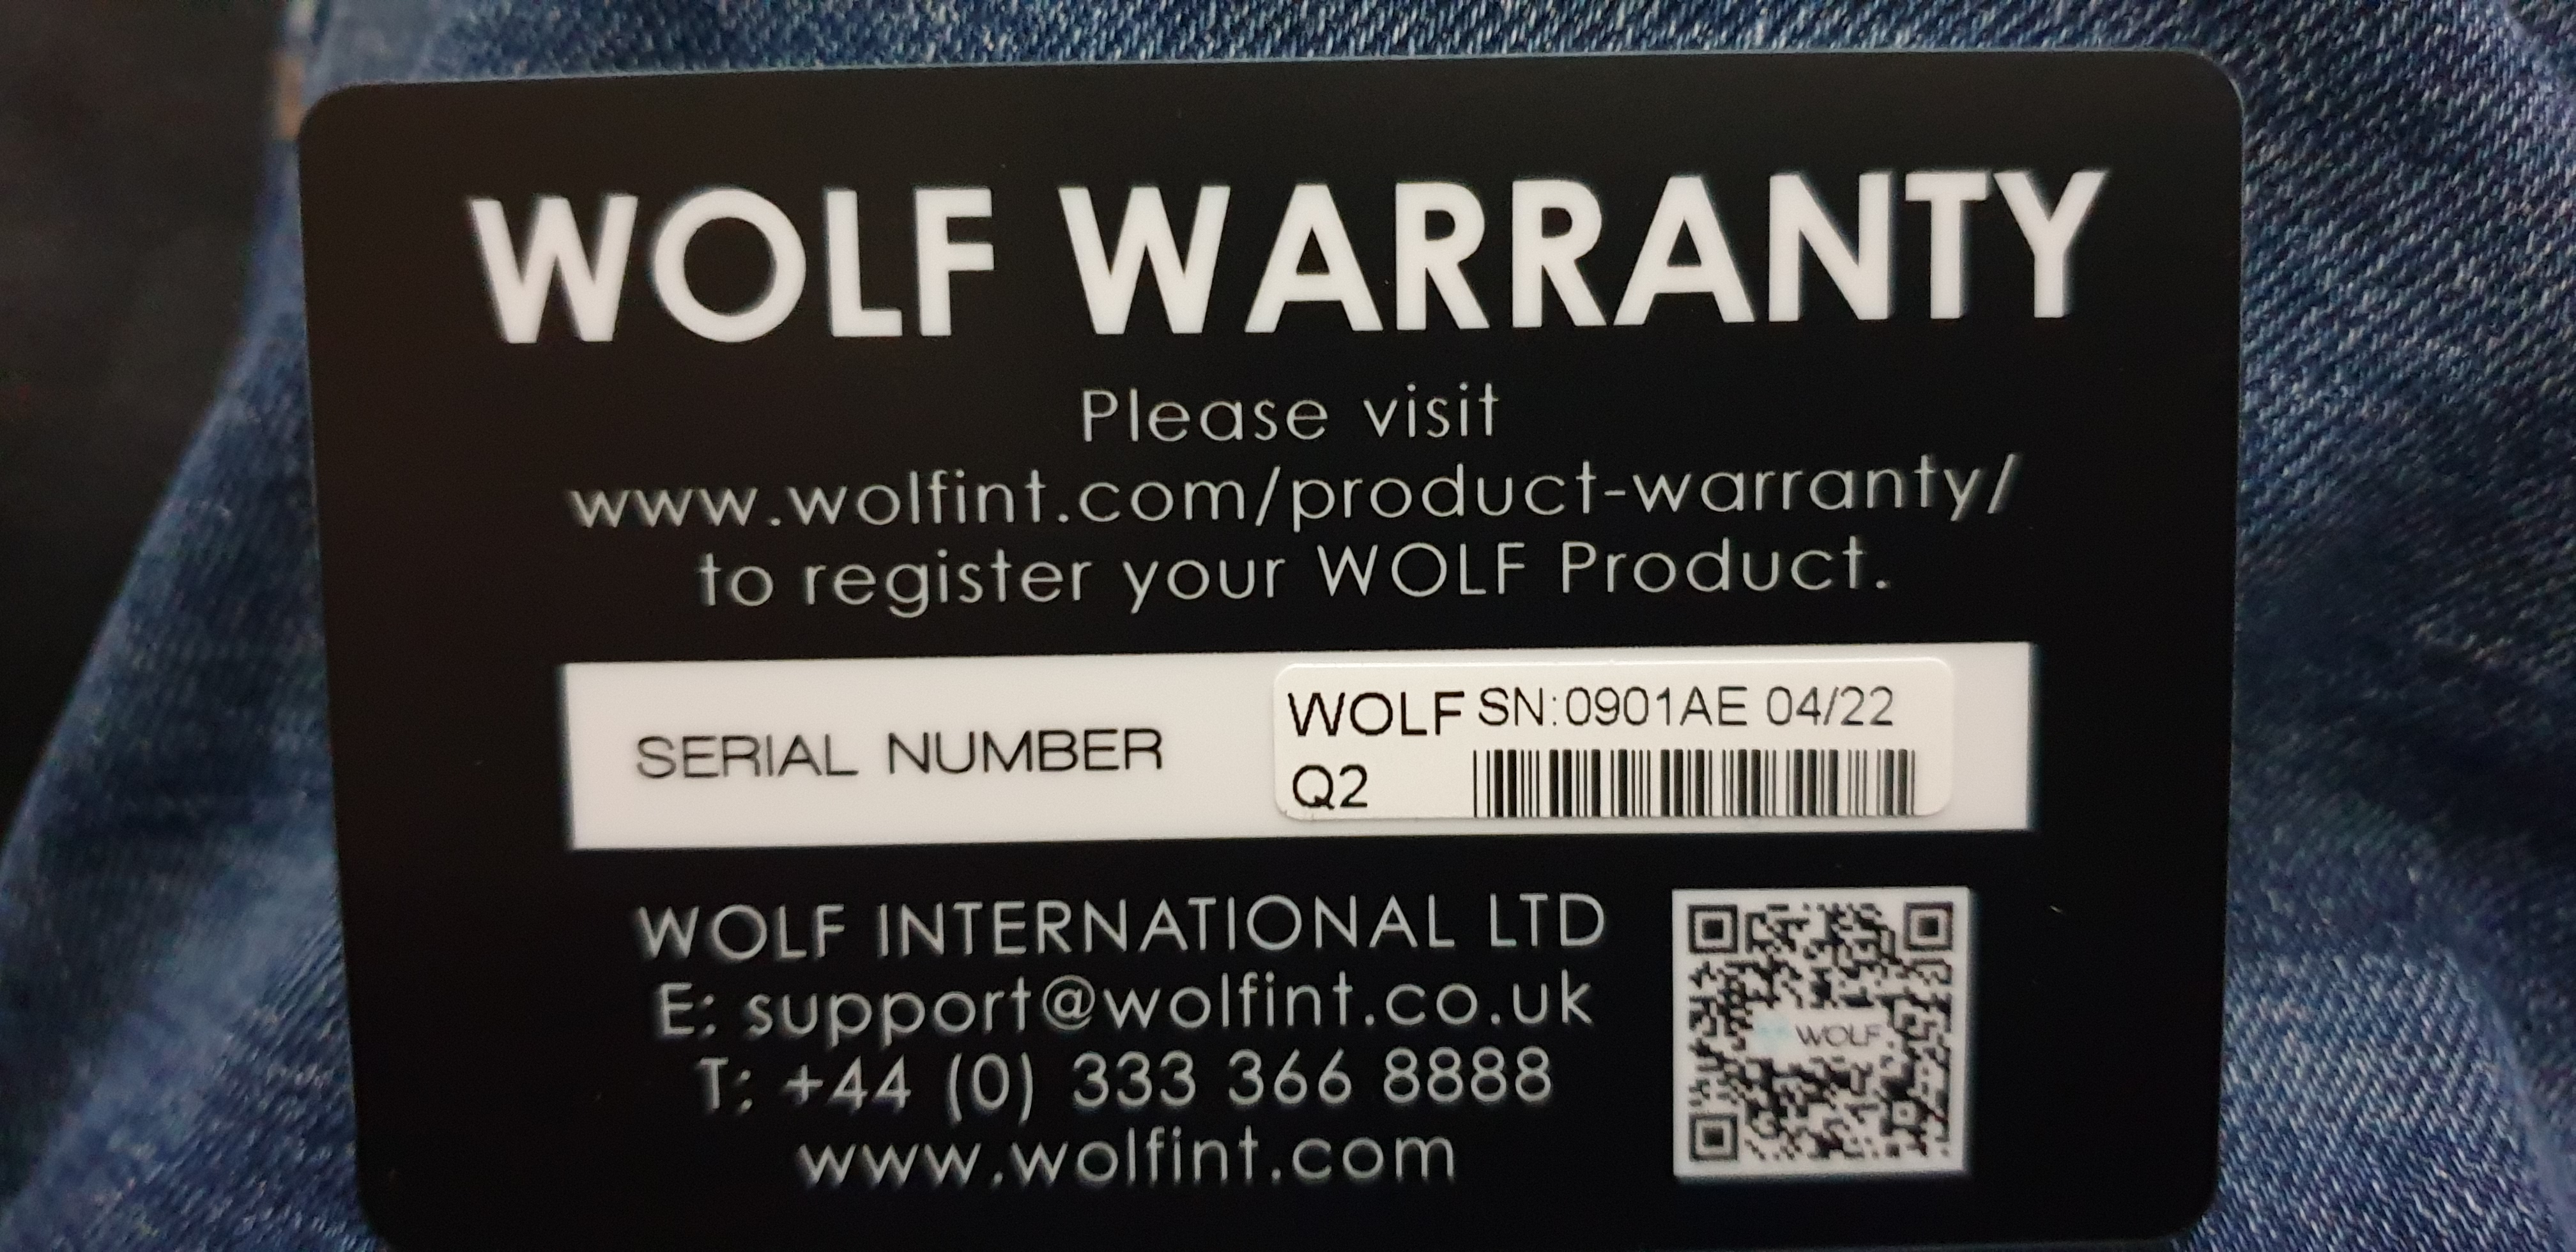 WOLF WARRANTY
Please visit
www.wolfint.com/product-warranty/
to register your WOLF Product.
SERIAL NUMBER
WOLF SN:0901AE 04/22
Q2
WOLF INTERNATIONAL LTD
E: support@wolfint.co.uk
T: +44 (0) 333 366 8888
www.wolfint.com
WOLF